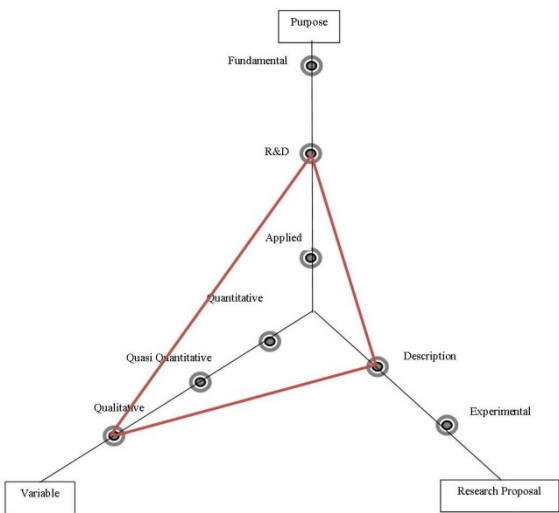 Purpose
Fundamental
R&D
Applied
Quantitative
Quasi Quantitative
Description
Qualitative
Experimental
Variable
Research Proposal